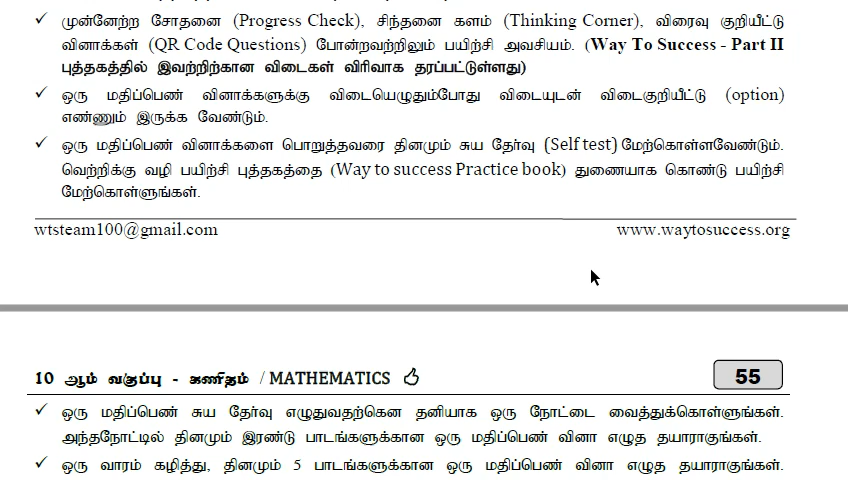 ✓ முன்னேற்ற சோதனை (Progress Check), சிந்தனை களம் (Thinking Corner), விரைவு குறியீட்டு
வினாக்கள் (QR Code Questions) போன்றவற்றிலும் பயிற்சி அவசியம். (Way To Success - Part II
புத்தகத்தில் இவற்றிற்கான விடைகள் விரிவாக தரப்பட்டுள்ளது)
✓ ஒரு மதிப்பெண் வினாக்களுக்கு விடையெழுதும்போது விடையுடன் விடைகுறியீட்டு (option)
எண்ணும் இருக்க வேண்டும்.
✓ ஒரு மதிப்பெண் வினாக்களை பொறுத்தவரை தினமும் சுய தேர்வு (Self test) மேற்கொள்ளவேண்டும்.
வெற்றிக்கு வழி பயிற்சி புத்தகத்தை (Way to success Practice book) துணையாக கொண்டு பயிற்சி
மேற்கொள்ளுங்கள்.
wtsteam100@gmail.com www.waytosuccess.org
10 ஆம் வகுப்பு - கணிதம் / MATHEMATICS 55
✓ ஒரு மதிப்பெண் சுய தேர்வு எழுதுவதற்கென தனியாக ஒரு நோட்டை வைத்துக்கொள்ளுங்கள்.
அந்தநோட்டில் தினமும் இரண்டு பாடங்களுக்கான ஒரு மதிப்பெண் வினா எழுத தயாராகுங்கள்.
✓ ஒரு வாரம் கழித்து, தினமும் 5 பாடங்களுக்கான ஒரு மதிப்பெண் வினா எழுத தயாராகுங்கள்.